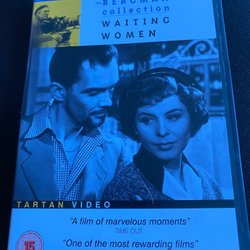 THE
BERGMAN
collection
WAITING
WOMEN
TARTAN VIDEO
"A film of marvelous moments"
TIME OUT
"One of the most rewarding films"
15